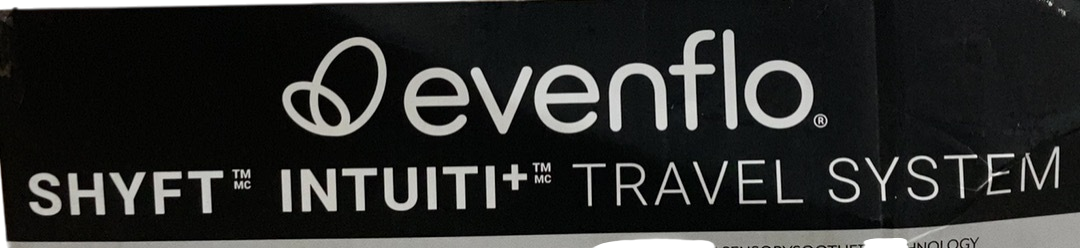 evenflo®
SHYFT™ MC INTUITI+™ MC TRAVEL SYSTEM